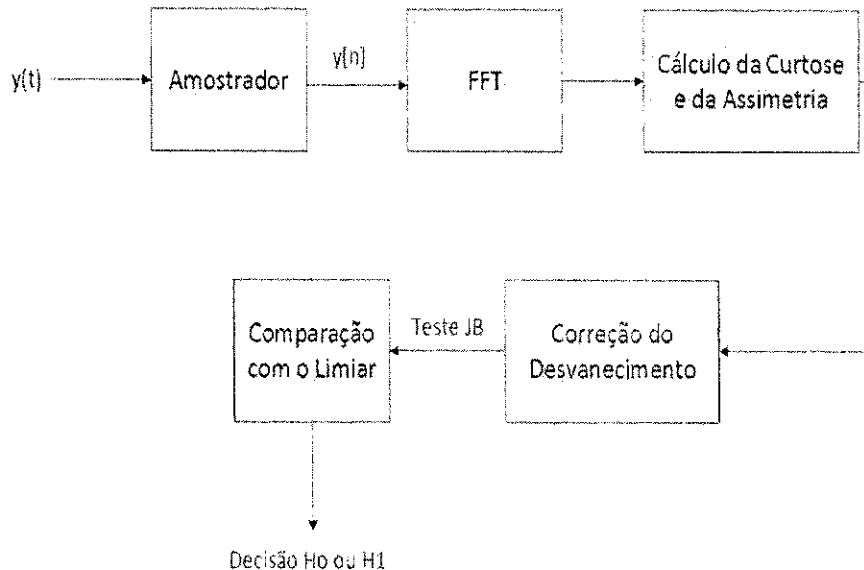 y(t)
Amostrador
y[n]
FFT
Cálculo da Curtose
e da Assimetria
Comparação
com o Limiar
Teste JB
Correção do
Desvanecimento
Decisão Ho ou H1